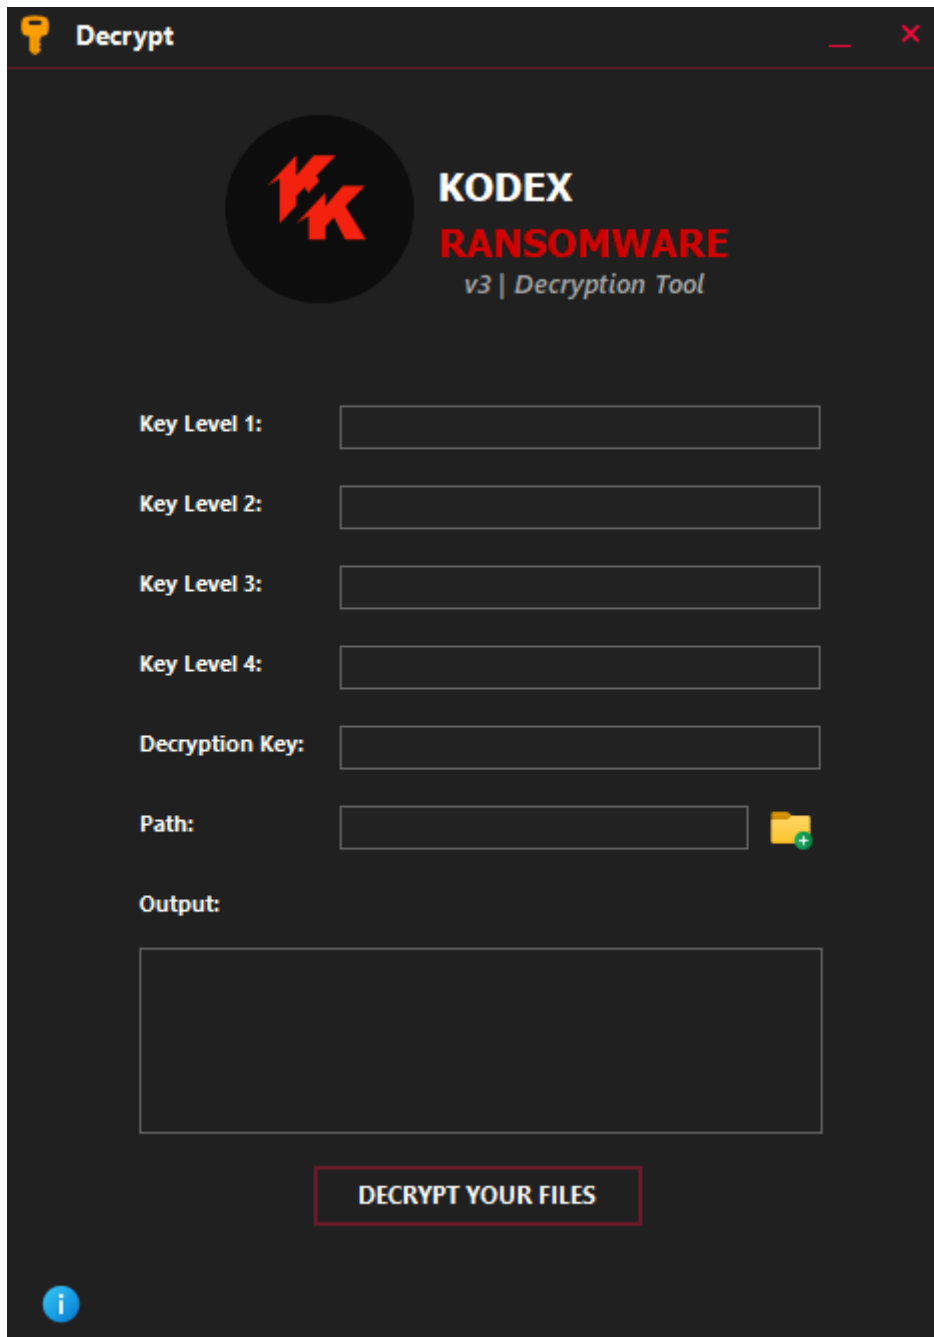 Decrypt
KODEX
RANSOMWARE
v3 | Decryption Tool
Key Level 1:
Key Level 2:
Key Level 3:
Key Level 4:
Decryption Key:
Path:
Output:
DECRYPT YOUR FILES